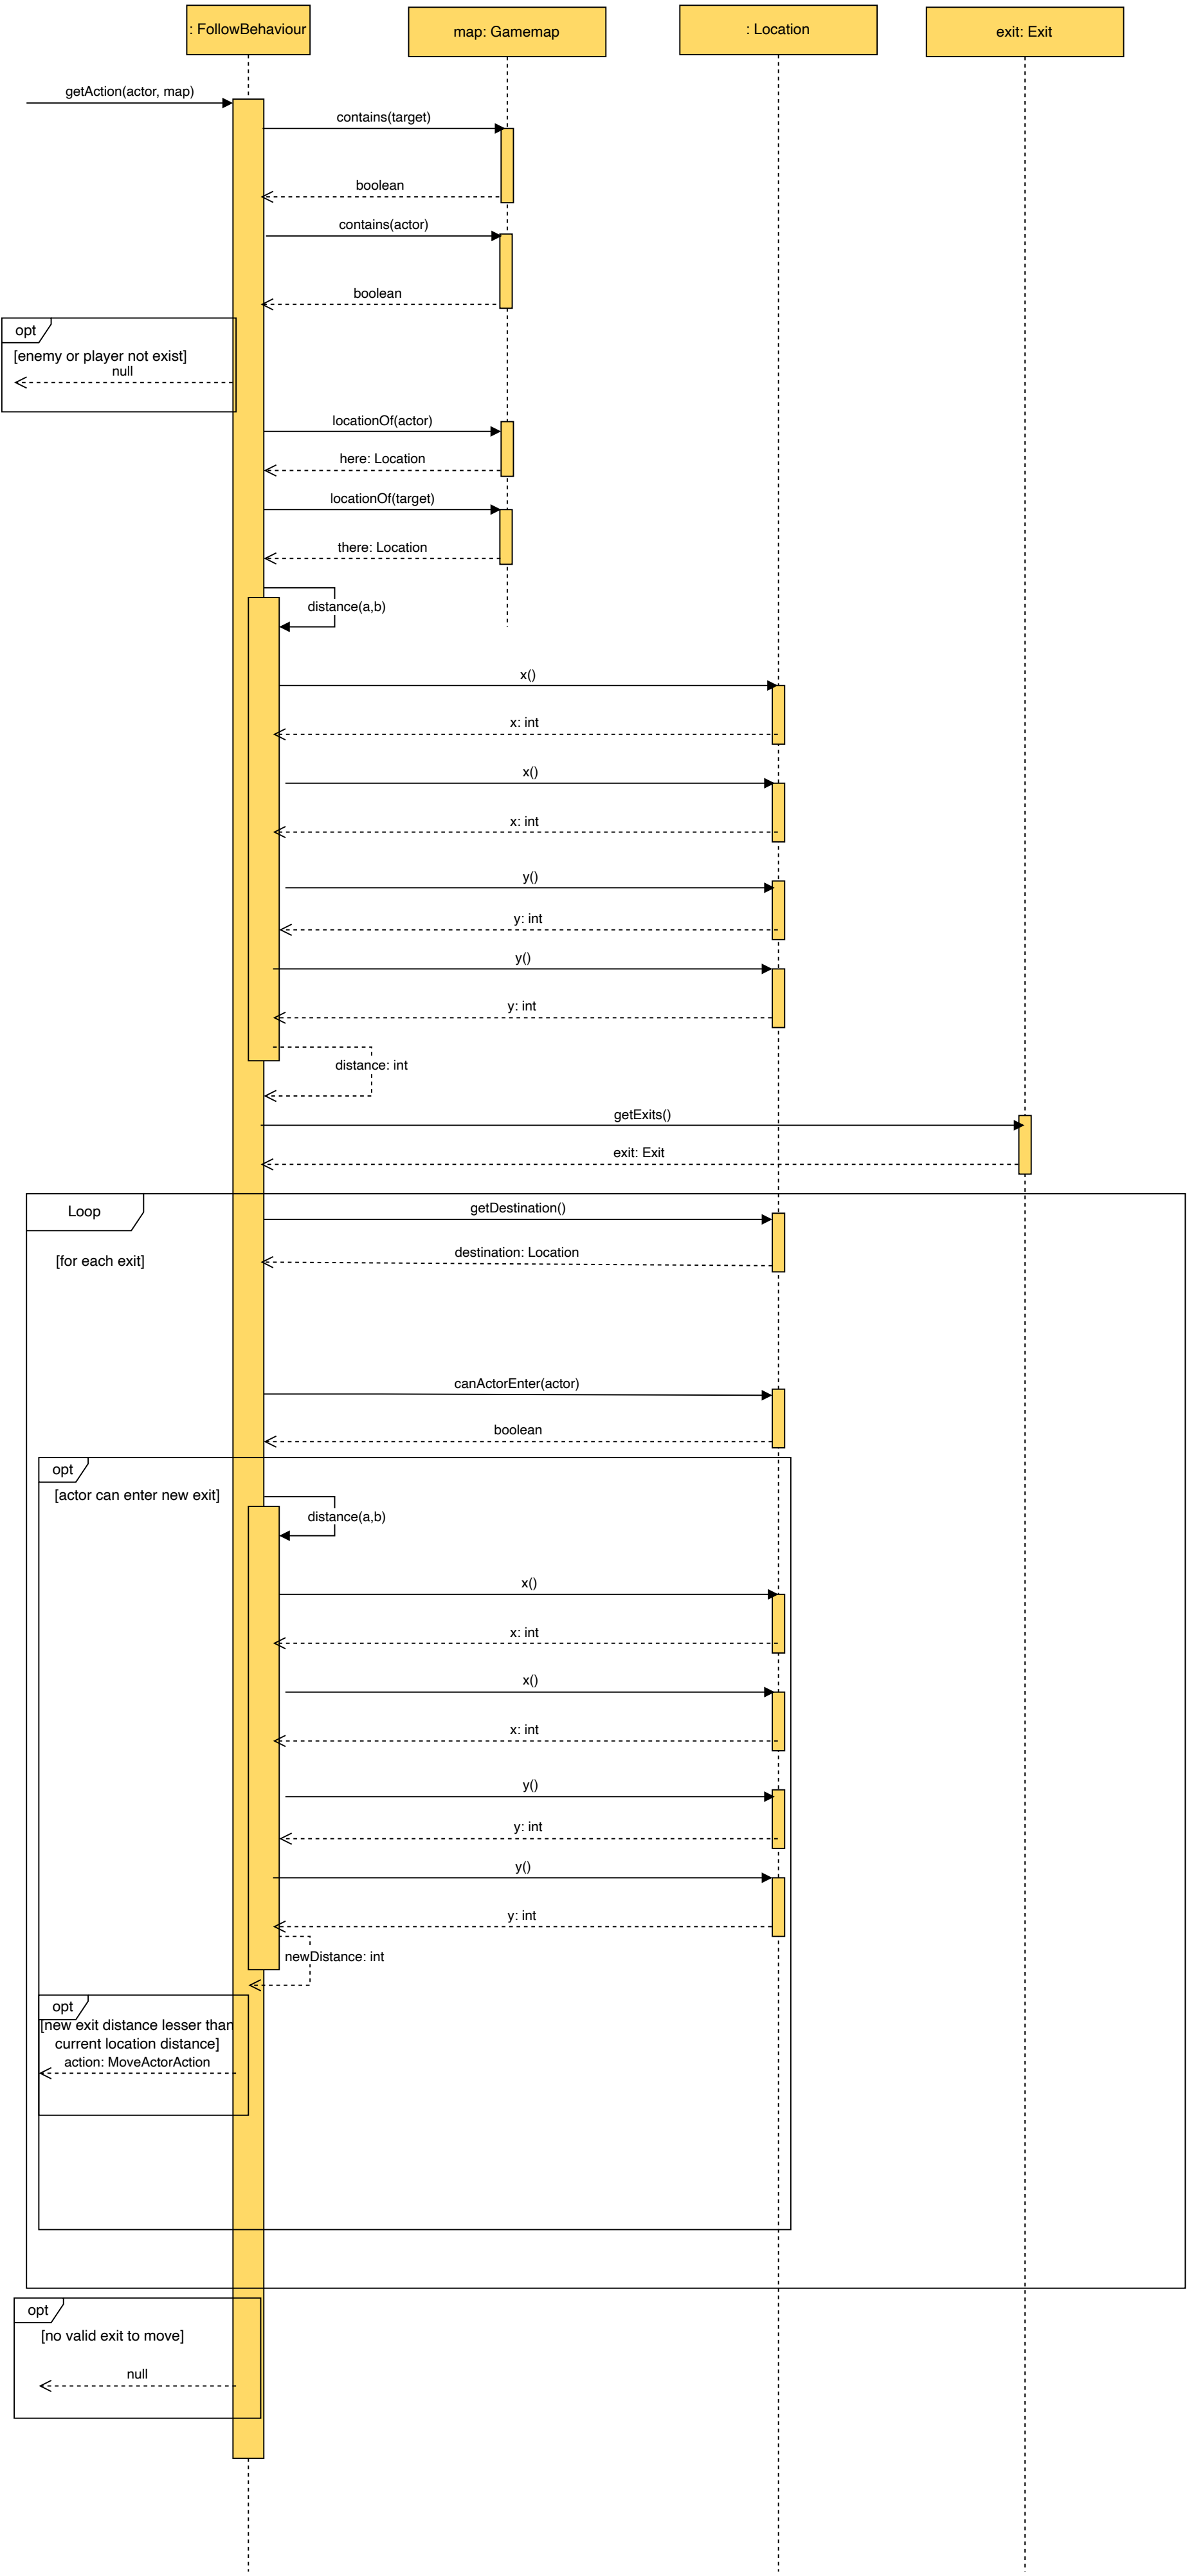 : FollowBehaviour
map: Gamemap
: Location
exit: Exit
getAction(actor, map)
contains(target)
boolean
contains(actor)
boolean
opt
[enemy or player not exist]
null
locationOf(actor)
here: Location
locationOf(target)
there: Location
distance(a,b)
x()
x: int
x()
x: int
y()
y: int
y()
y: int
distance: int
getExits()
exit: Exit
Loop
getDestination()
[for each exit]
destination: Location
canActorEnter(actor)
boolean
opt
[actor can enter new exit]
distance(a,b)
x()
x: int
x()
x: int
y()
y: int
y()
y: int
newDistance: int
opt
[new exit distance lesser than
current location distance]
action: MoveActorAction
opt
[no valid exit to move]
null